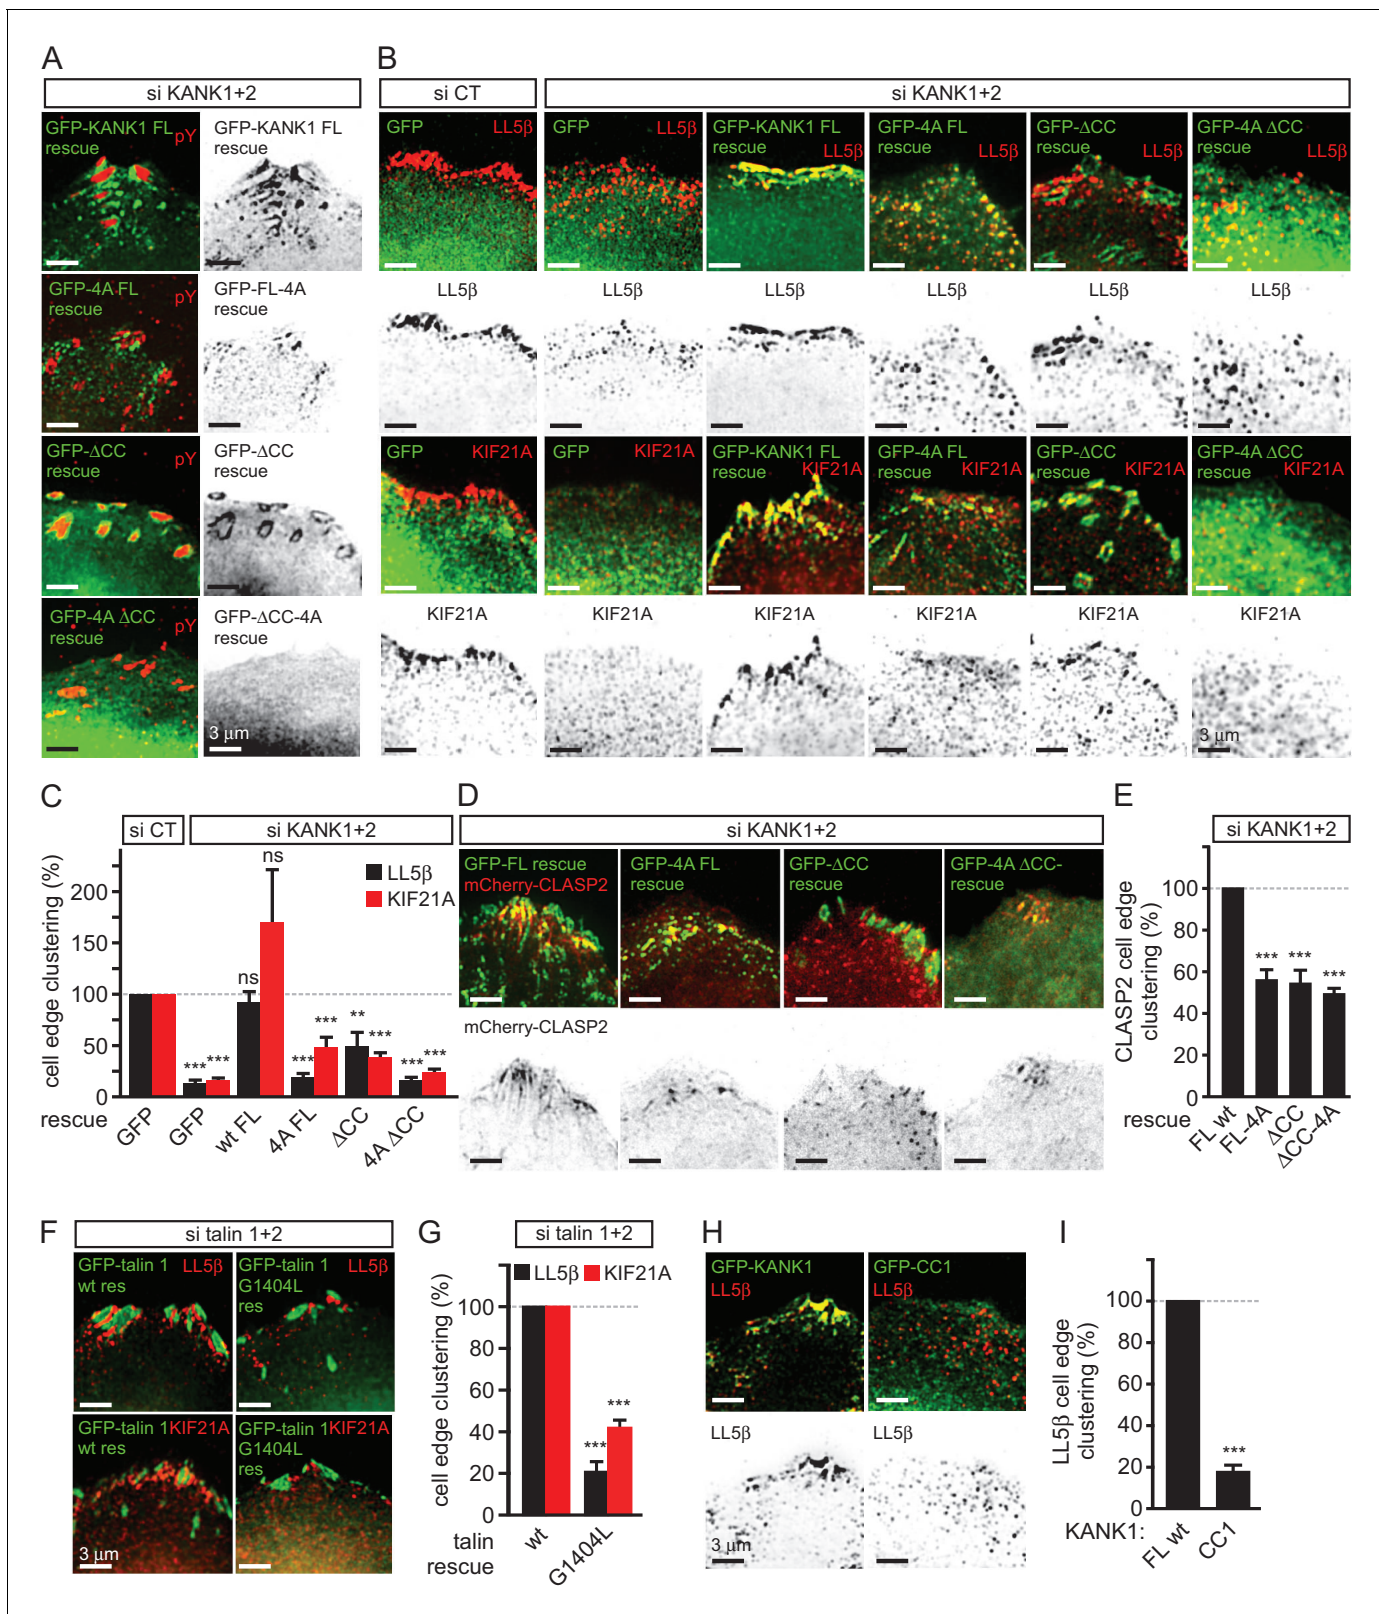 A
si KANK1+2
GFP-KANK1 FL
rescue
pY
GFP-KANK1 FL
rescue
GFP-4A FL
rescue
pY
GFP-FL-4A
rescue
GFP-ΔCC
rescue
pY
GFP-ΔCC
rescue
GFP-4A ΔCC
rescue
pY
GFP-ΔCC-4A
rescue
3 μm
B
si CT
si KANK1+2
GFP
LL5β
GFP
LL5β
GFP-KANK1 FL
rescue
LL5β
GFP-4A FL
rescue
LL5β
GFP-ΔCC
rescue
LL5β
GFP-4A ΔCC
rescue
LL5β
LL5β
LL5β
LL5β
LL5β
LL5β
LL5β
GFP
KIF21A
GFP
KIF21A
GFP-KANK1 FL
rescue
KIF21A
GFP-4A FL
rescue
KIF21A
GFP-ΔCC
rescue
KIF21A
GFP-4A ΔCC
rescue
KIF21A
KIF21A
KIF21A
KIF21A
KIF21A
KIF21A
KIF21A
3 μm
C
si CT
si KANK1+2
cell edge clustering (%)
200
150
100
50
0
LL5β
KIF21A
***
***
ns
ns
***
***
**
***
***
***
rescue
GFP
GFP
wt FL
4A FL
ΔCC
4A ΔCC
D
si KANK1+2
GFP-FL rescue
mCherry-CLASP2
GFP-4A FL
rescue
GFP-ΔCC
rescue
GFP-4A ΔCC-
rescue
mCherry-CLASP2
E
si KANK1+2
CLASP2 cell edge
clustering (%)
100
80
60
40
20
0
***
***
***
rescue
FL wt
FL-4A
ΔCC
ΔCC-4A
F
si talin 1+2
GFP-talin 1
wt res
LL5β
GFP-talin 1
G1404L
res
LL5β
GFP-talin 1
wt res
KIF21A
GFP-talin 1
G1404L
res
KIF21A
3 μm
G
si talin 1+2
LL5β
KIF21A
cell edge clustering (%)
100
80
60
40
20
0
***
***
talin
rescue
wt
G1404L
H
GFP-KANK1
LL5β
GFP-CC1
LL5β
LL5β
LL5β
3 μm
I
LL5β cell edge
clustering (%)
100
80
60
40
20
0
***
KANK1:
FL wt
CC1